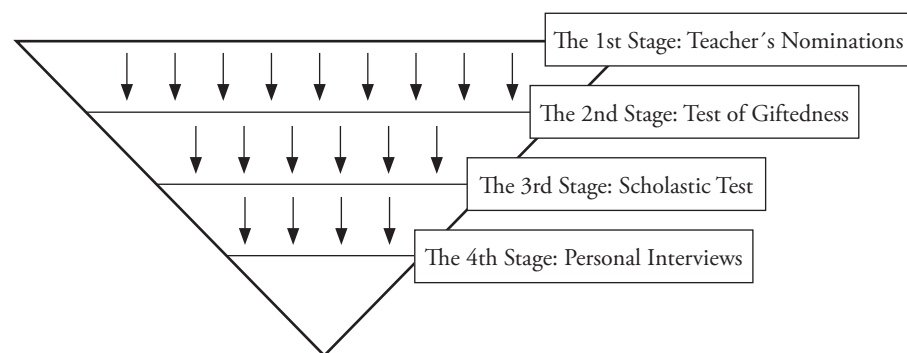 The 1st Stage: Teacher´s Nominations
The 2nd Stage: Test of Giftedness
The 3rd Stage: Scholastic Test
The 4th Stage: Personal Interviews